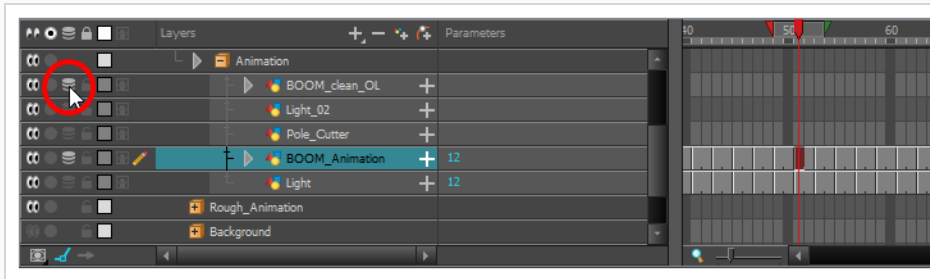 Layers
Parameters
40
50
60
Animation
BOOM_clean_OL
Light_02
Pole_Cutter
BOOM_Animation
12
Light
12
Rough_Animation
Background